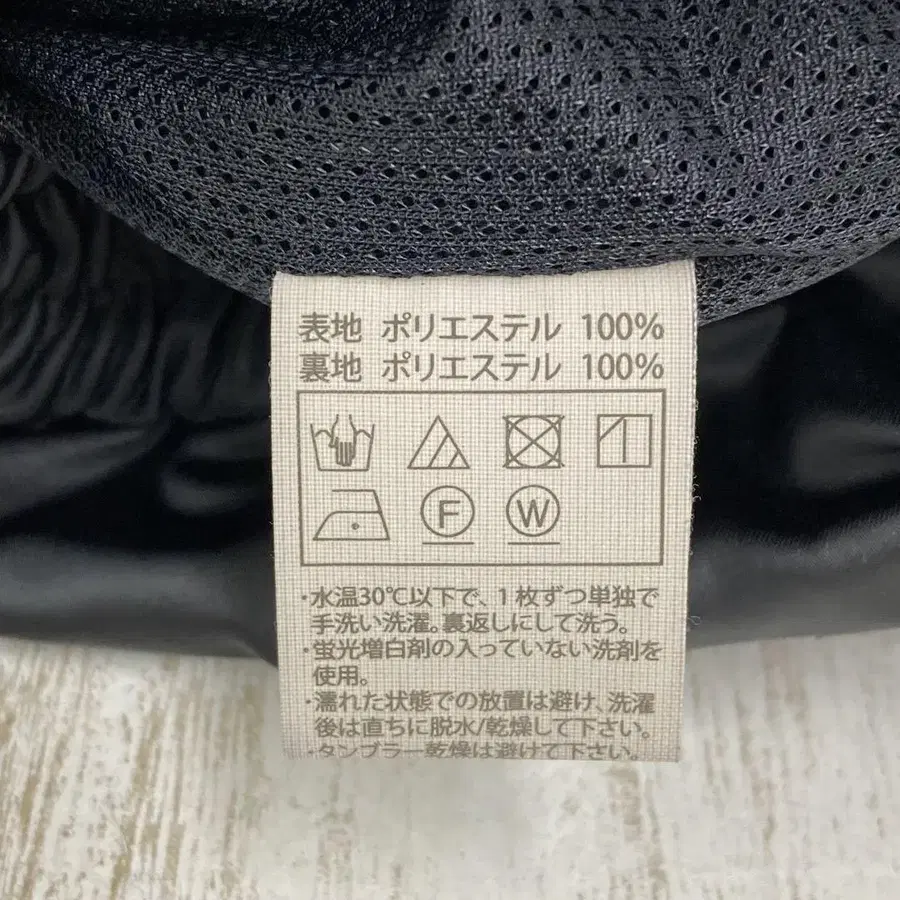 表地 ポリエステル 100%
裏地 ポリエステル 100%
F W
・水温30℃以下で、1枚ずつ単独で
手洗い洗濯。裏返しにして洗う。
・蛍光増白剤の入っていない洗剤を
使用。
・濡れた状態での放置は避け、洗濯
後は直ちに脱水/乾燥して下さい。
・タンブラー乾燥は避けて下さい。